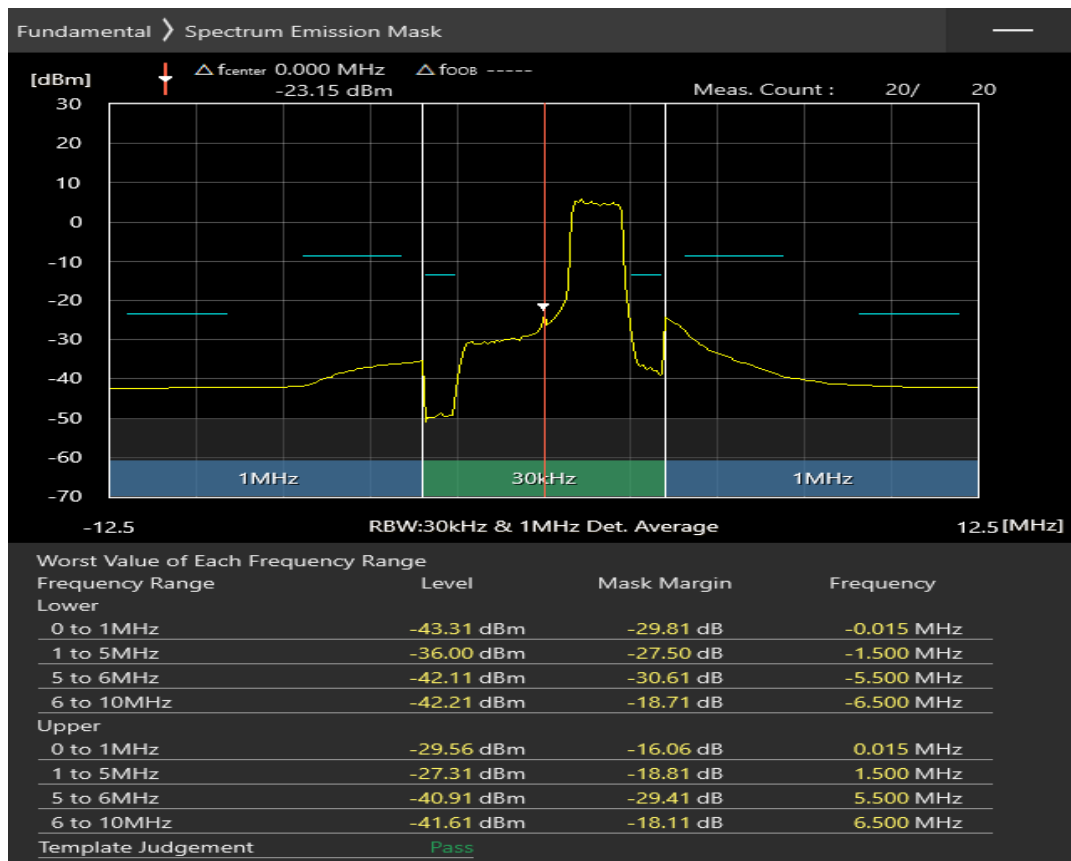 Fundamental ❯ Spectrum Emission Mask
[dBm] △ fcenter 0.000 MHz △ fOOB -----
-23.15 dBm Meas. Count : 20/ 20
30
20
10
0
-10
-20
-30
-40
-50
-60
-70
1MHz 30kHz 1MHz
-12.5 RBW:30kHz & 1MHz Det. Average 12.5 [MHz]
Worst Value of Each Frequency Range
Frequency Range Level Mask Margin Frequency
Lower
0 to 1MHz -43.31 dBm -29.81 dB -0.015 MHz
1 to 5MHz -36.00 dBm -27.50 dB -1.500 MHz
5 to 6MHz -42.11 dBm -30.61 dB -5.500 MHz
6 to 10MHz -42.21 dBm -18.71 dB -6.500 MHz
Upper
0 to 1MHz -29.56 dBm -16.06 dB 0.015 MHz
1 to 5MHz -27.31 dBm -18.81 dB 1.500 MHz
5 to 6MHz -40.91 dBm -29.41 dB 5.500 MHz
6 to 10MHz -41.61 dBm -18.11 dB 6.500 MHz
Template Judgement Pass